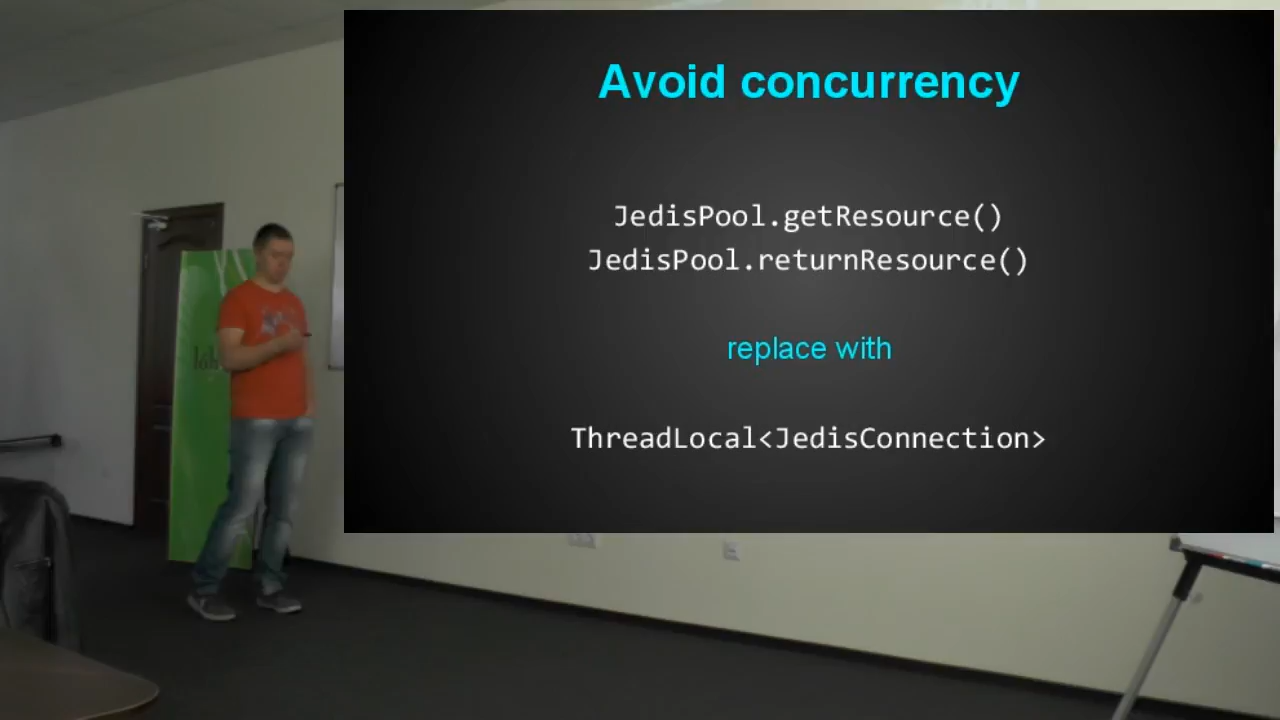 Avoid concurrency
JedisPool.getResource()
JedisPool.returnResource()
replace with
ThreadLocal<JedisConnection>